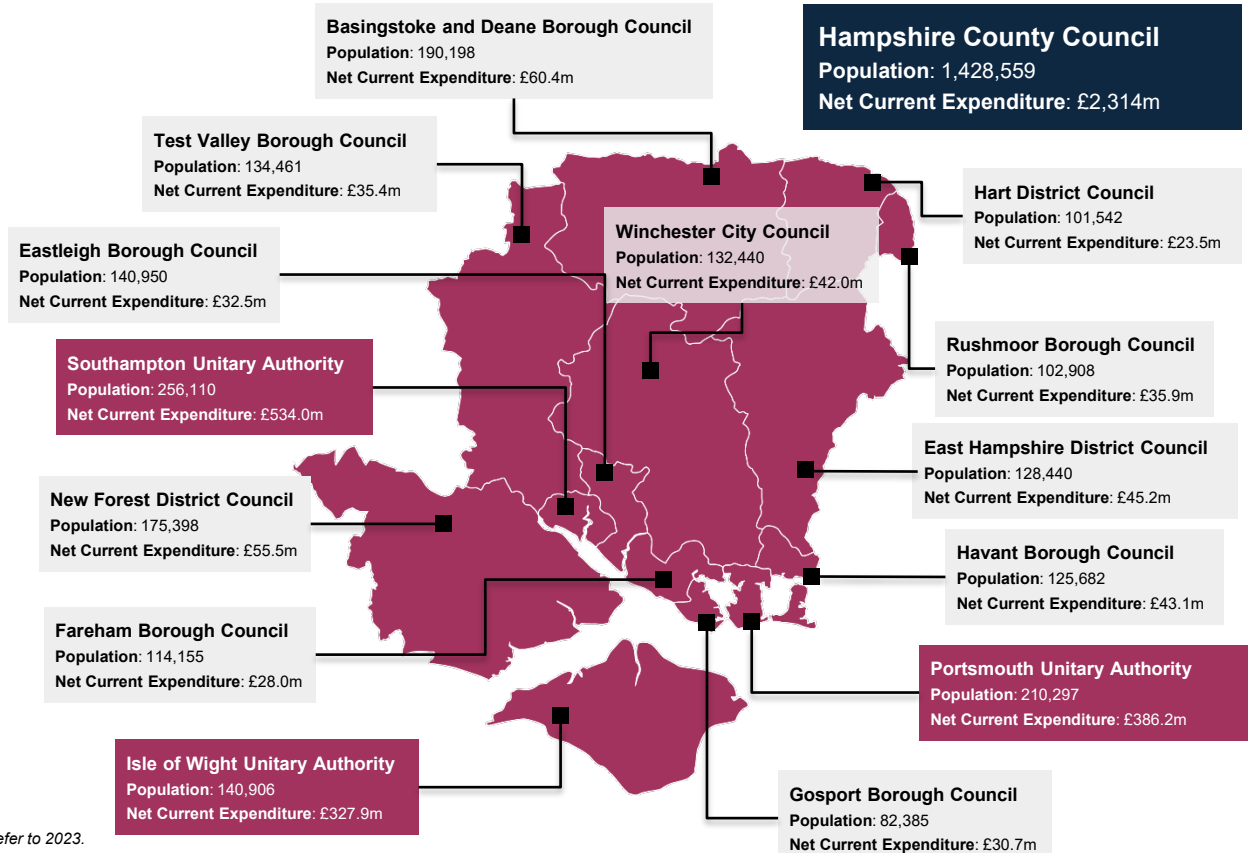 Basingstoke and Deane Borough Council
Population: 190,198
Net Current Expenditure: £60.4m
Hampshire County Council
Population: 1,428,559
Net Current Expenditure: £2,314m
Test Valley Borough Council
Population: 134,461
Net Current Expenditure: £35.4m
Hart District Council
Population: 101,542
Net Current Expenditure: £23.5m
Winchester City Council
Population: 132,440
Net Current Expenditure: £42.0m
Eastleigh Borough Council
Population: 140,950
Net Current Expenditure: £32.5m
Rushmoor Borough Council
Population: 102,908
Net Current Expenditure: £35.9m
Southampton Unitary Authority
Population: 256,110
Net Current Expenditure: £534.0m
East Hampshire District Council
Population: 128,440
Net Current Expenditure: £45.2m
New Forest District Council
Population: 175,398
Net Current Expenditure: £55.5m
Havant Borough Council
Population: 125,682
Net Current Expenditure: £43.1m
Fareham Borough Council
Population: 114,155
Net Current Expenditure: £28.0m
Portsmouth Unitary Authority
Population: 210,297
Net Current Expenditure: £386.2m
Isle of Wight Unitary Authority
Population: 140,906
Net Current Expenditure: £327.9m
Gosport Borough Council
Population: 82,385
Net Current Expenditure: £30.7m
to 2023.